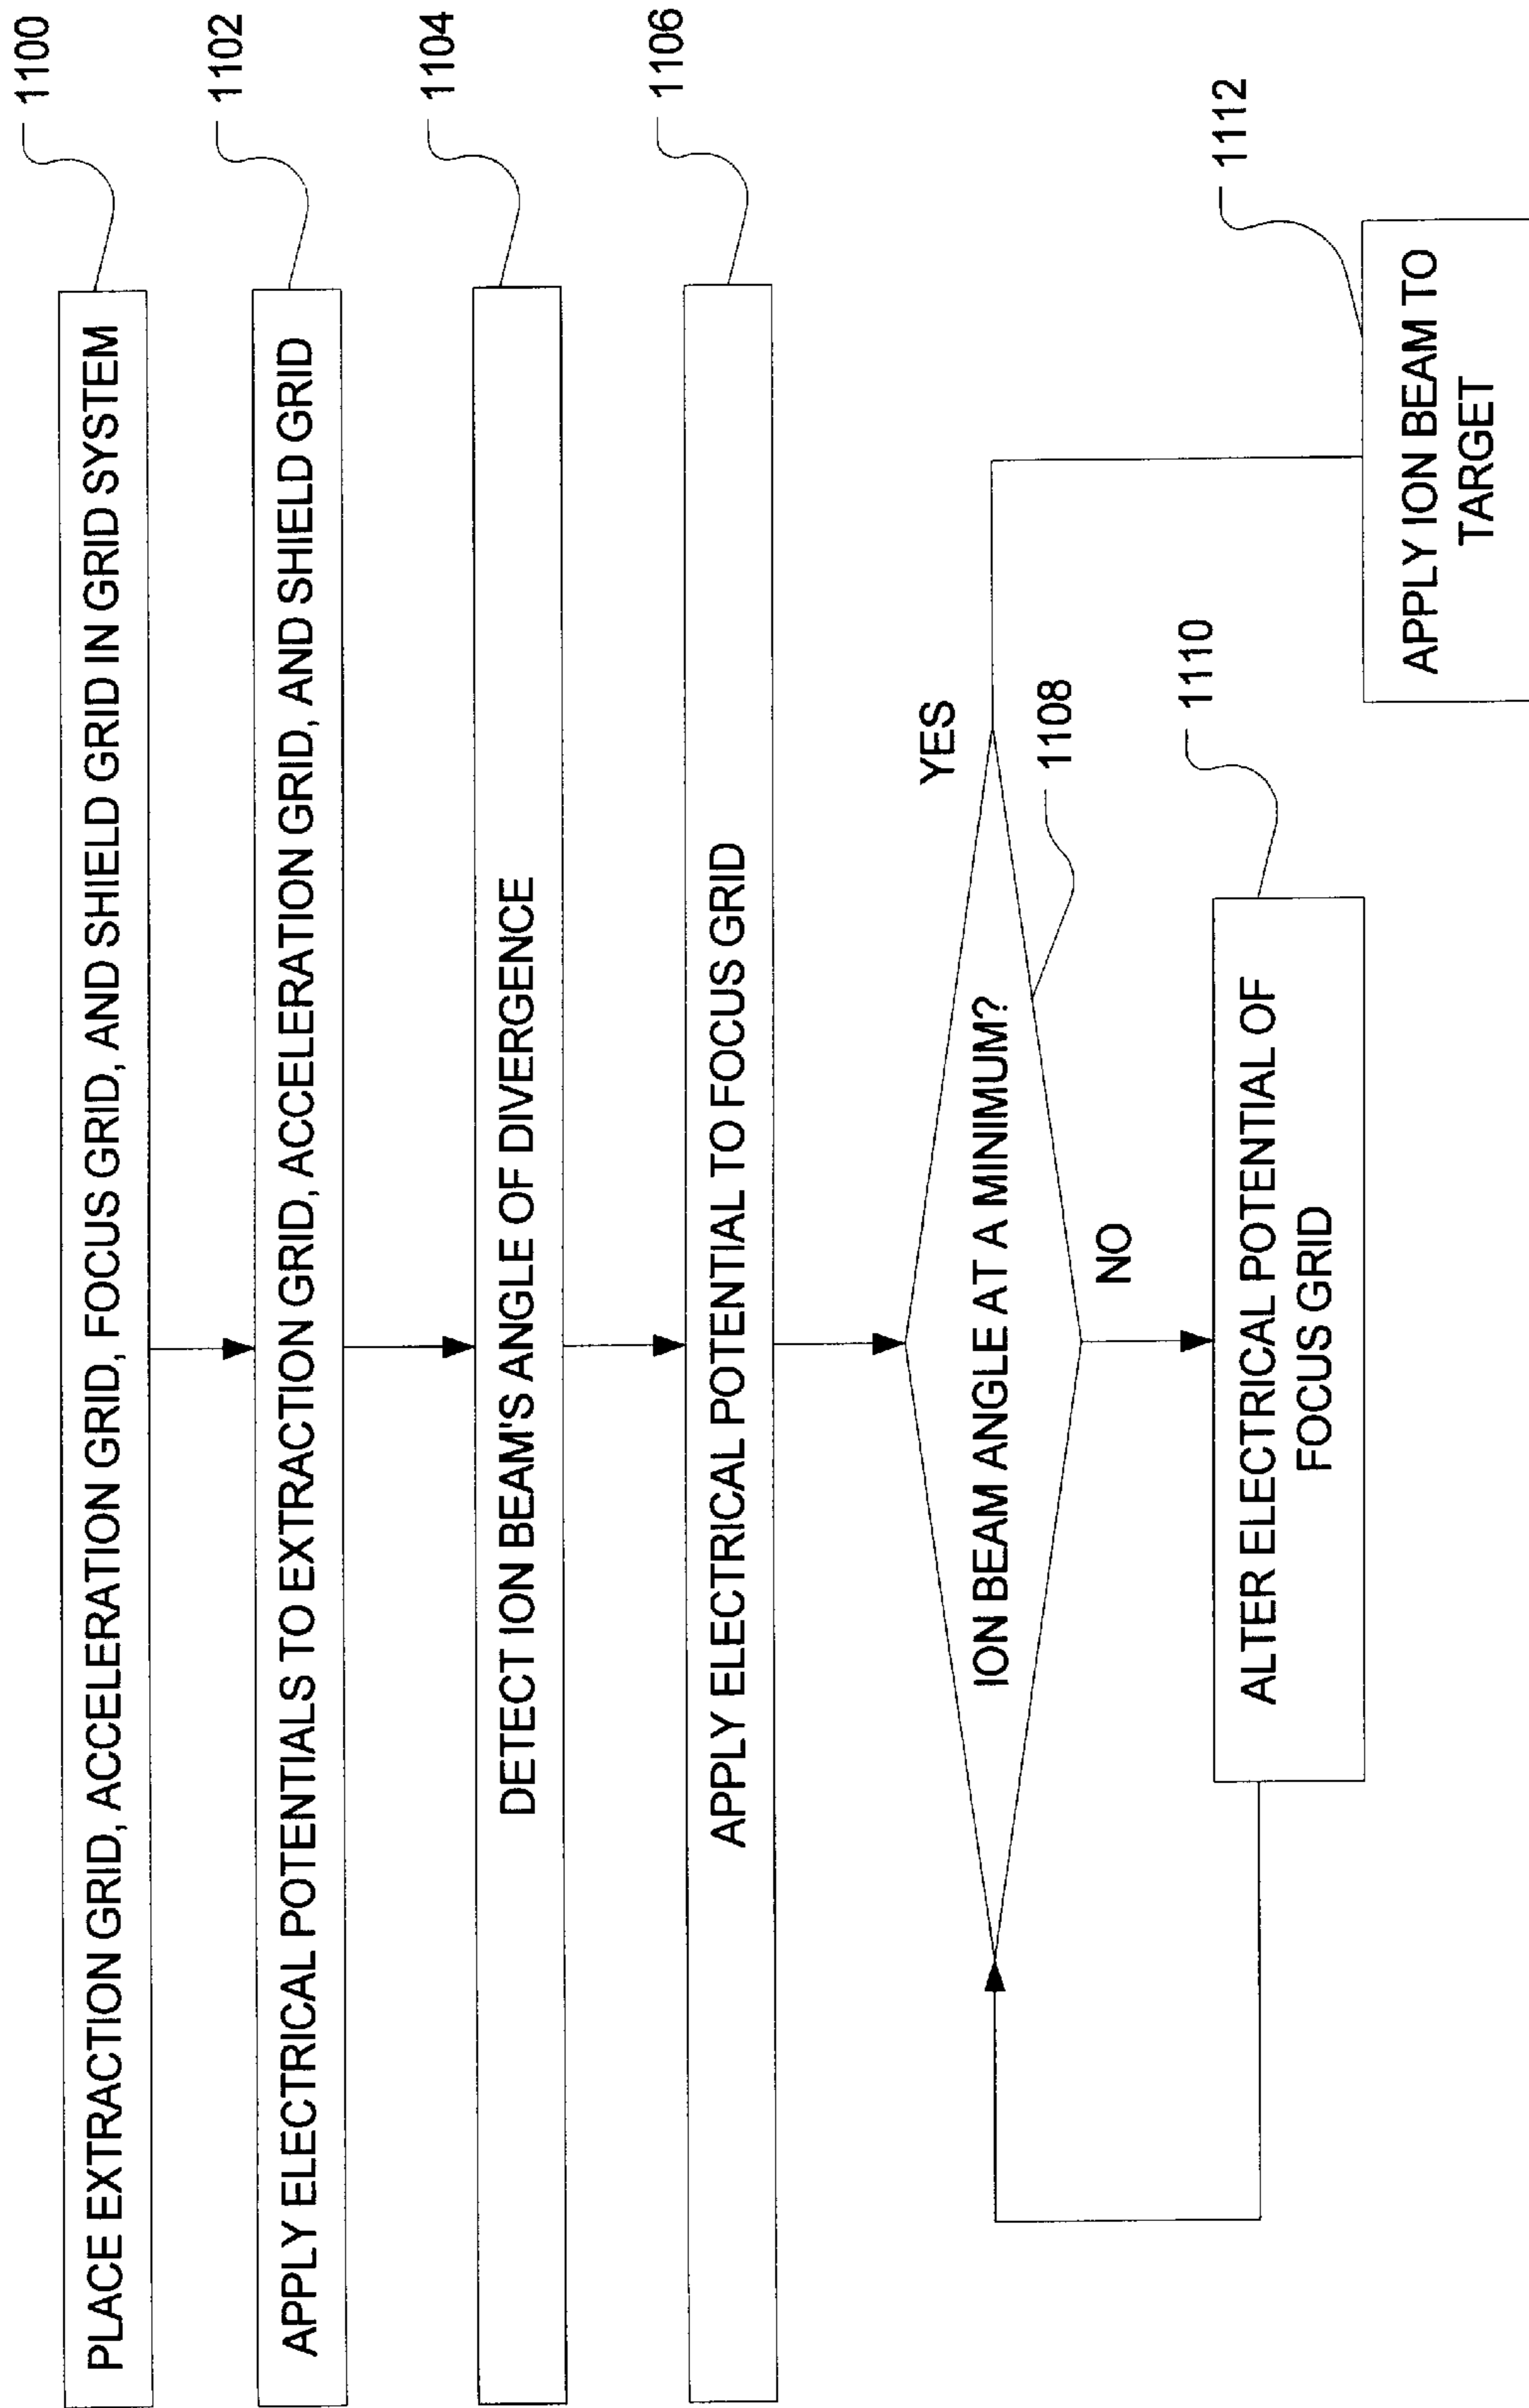 PLACE EXTRACTION GRID, ACCELERATION GRID, FOCUS GRID, AND SHIELD GRID IN GRID SYSTEM
1100
APPLY ELECTRICAL POTENTIALS TO EXTRACTION GRID, ACCELERATION GRID, AND SHIELD GRID
1102
DETECT ION BEAM'S ANGLE OF DIVERGENCE
1104
APPLY ELECTRICAL POTENTIAL TO FOCUS GRID
1106
ION BEAM ANGLE AT A MINIMUM?
YES
1108
NO
ALTER ELECTRICAL POTENTIAL OF
FOCUS GRID
1110
APPLY ION BEAM TO
TARGET
1112